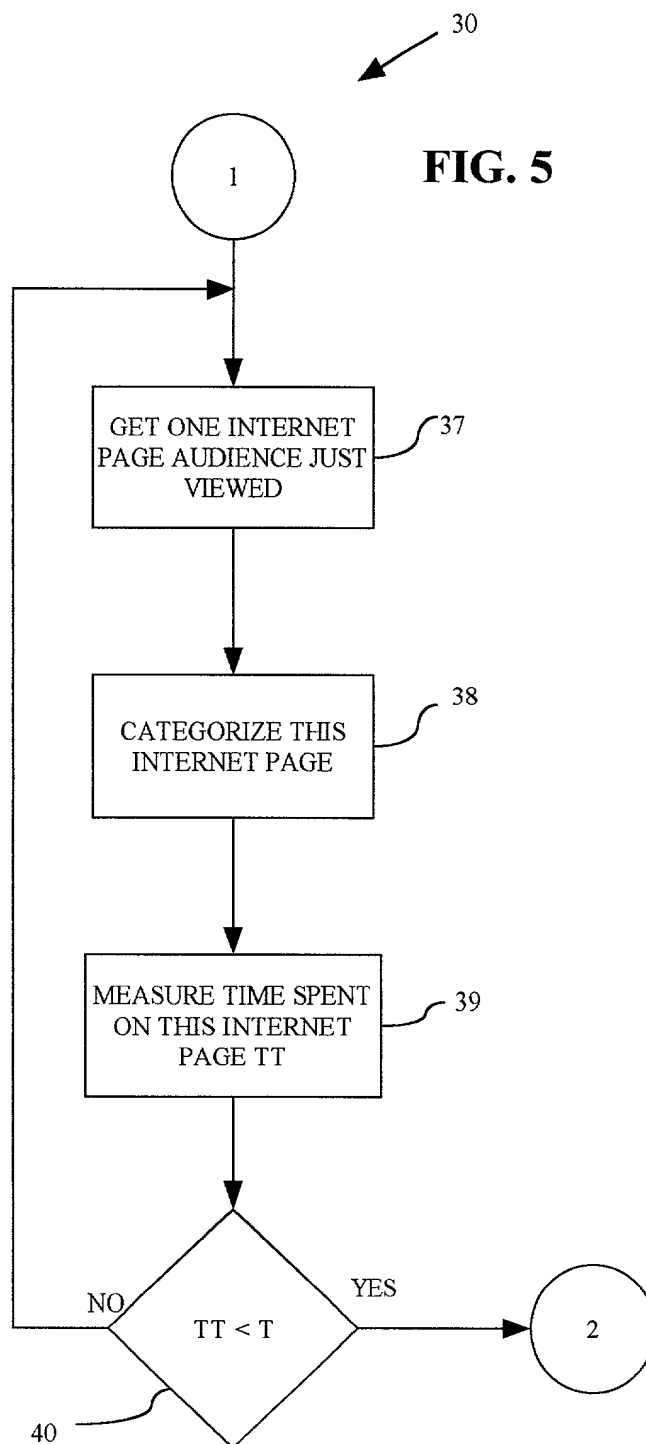 30
1
FIG. 5
GET ONE INTERNET
PAGE AUDIENCE JUST
VIEWED
37
CATEGORIZE THIS
INTERNET PAGE
38
MEASURE TIME SPENT
ON THIS INTERNET
PAGE TT
39
NO
YES
TT < T
2
40